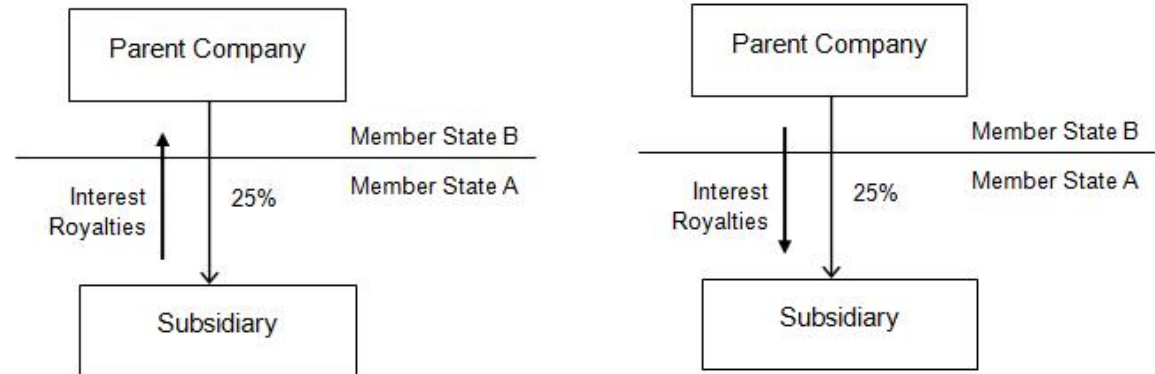 Parent Company
Member State B
Member State A
Interest
Royalties
25%
Subsidiary
Parent Company
Member State B
Member State A
Interest
Royalties
25%
Subsidiary